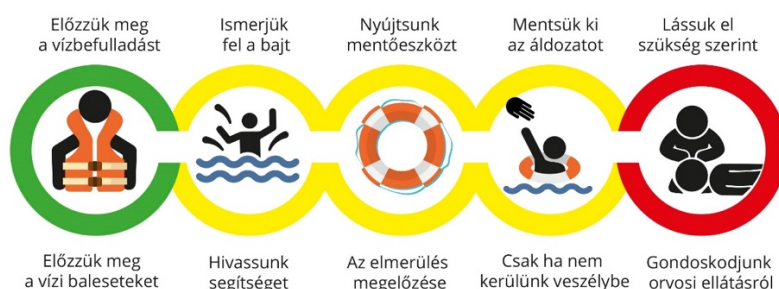 Előzzük meg
a vízbefulladást
Ismerjük
fel a bajt
Nyújtsunk
mentőeszközt
Mentsük ki
az áldozatot
Lássuk el
szükség szerint
Előzzük meg
a vízi baleseteket
Hivassunk
segítséget
Az elmerülés
megelőzése
Csak ha nem
kerülünk veszélybe
Gondoskodjunk
orvosi ellátásról